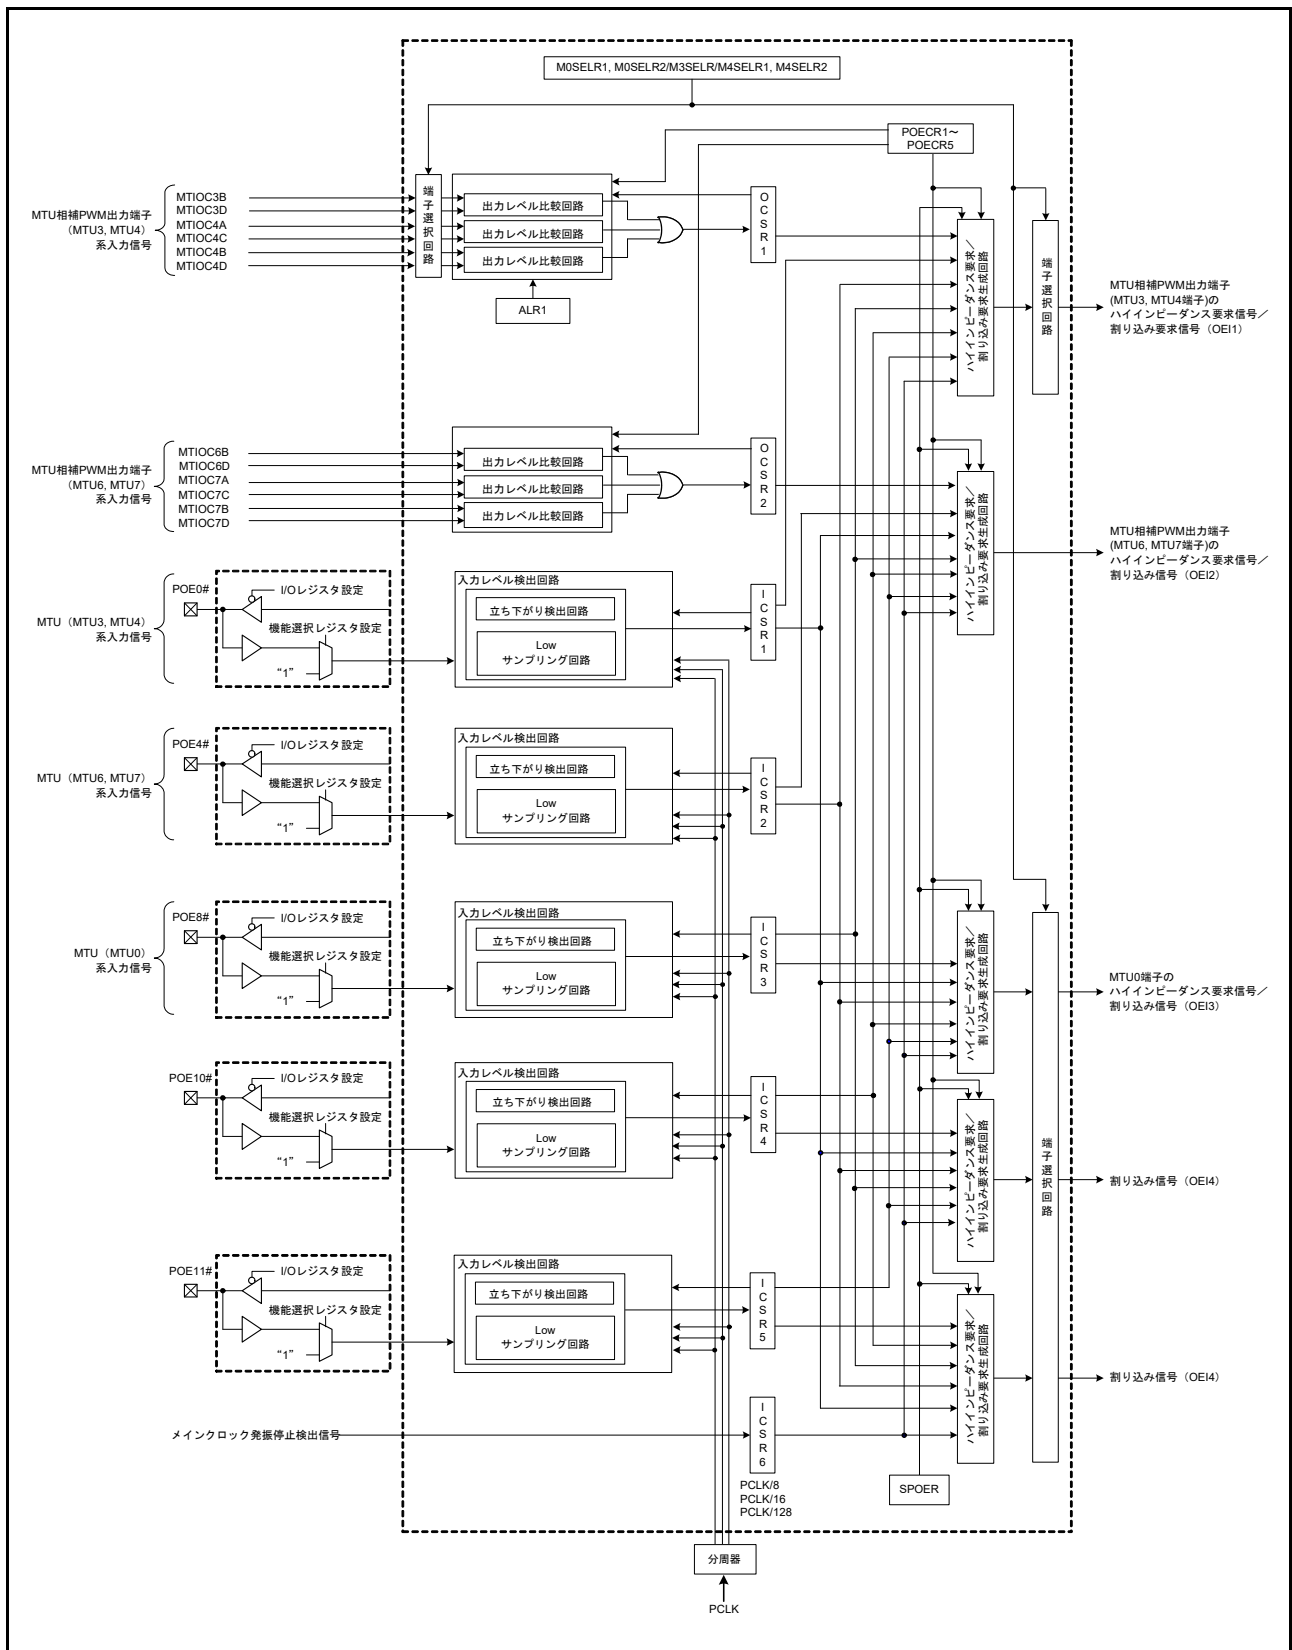 M0SELR1, M0SELR2/M3SELR/M4SELR1, M4SELR2
POECR1～
POECR5
MTU相補PWM出力端子
(MTU3, MTU4)
系入力信号
MTIOC3B
MTIOC3D
MTIOC4A
MTIOC4C
MTIOC4B
MTIOC4D
端子選択回路
出力レベル比較回路
出力レベル比較回路
出力レベル比較回路
ALR1
OCSR1
ハイインピーダンス要求／
割り込み要求生成回路
端子選択回路
MTU相補PWM出力端子
(MTU3, MTU4端子)の
ハイインピーダンス要求信号／
割り込み要求信号（OEI1）
MTU相補PWM出力端子
（MTU6, MTU7）
系入力信号
MTIOC6B
MTIOC6D
MTIOC7A
MTIOC7C
MTIOC7B
MTIOC7D
出力レベル比較回路
出力レベル比較回路
出力レベル比較回路
OCSR2
ハイインピーダンス要求／
割り込み要求生成回路
MTU相補PWM出力端子
(MTU6, MTU7端子)の
ハイインピーダンス要求信号／
割り込み信号（OEI2）
MTU（MTU3, MTU4）
系入力信号
POE0#
I/Oレジスタ設定
機能選択レジスタ設定
“1”
入力レベル検出回路
立ち下がり検出回路
Low
サンプリング回路
ICSR1
MTU（MTU6, MTU7）
系入力信号
POE4#
I/Oレジスタ設定
機能選択レジスタ設定
“1”
入力レベル検出回路
立ち下がり検出回路
Low
サンプリング回路
ICSR2
MTU（MTU0）
系入力信号
POE8#
I/Oレジスタ設定
機能選択レジスタ設定
“1”
入力レベル検出回路
立ち下がり検出回路
Low
サンプリング回路
ICSR3
ハイインピーダンス要求／
割り込み要求生成回路
端子選択回路
MTU0端子の
ハイインピーダンス要求信号／
割り込み信号（OEI3）
POE10#
I/Oレジスタ設定
機能選択レジスタ設定
“1”
入力レベル検出回路
立ち下がり検出回路
Low
サンプリング回路
ICSR4
ハイインピーダンス要求／
割り込み要求生成回路
割り込み信号（OEI4）
POE11#
I/Oレジスタ設定
機能選択レジスタ設定
“1”
入力レベル検出回路
立ち下がり検出回路
Low
サンプリング回路
ICSR5
ハイインピーダンス要求／
割り込み要求生成回路
割り込み信号（OEI4）
メインクロック発振停止検出信号
ICSR6
PCLK/8
PCLK/16
PCLK/128
SPOER
分周器
PCLK